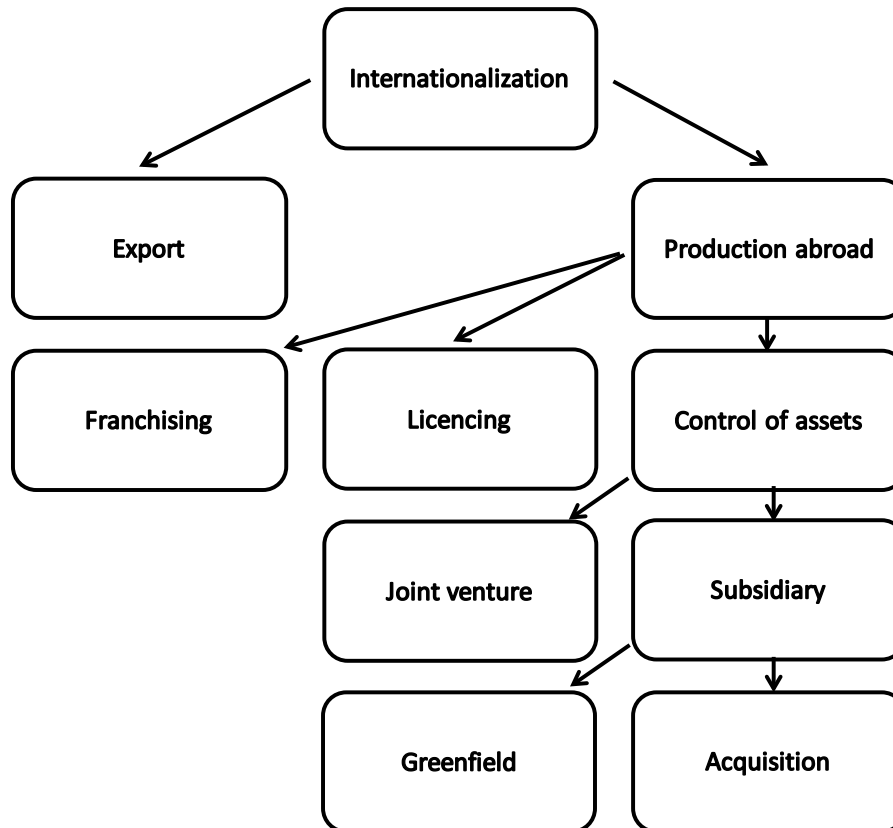 Internationalization
Export
Production abroad
Franchising
Licencing
Control of assets
Joint venture
Subsidiary
Greenfield
Acquisition